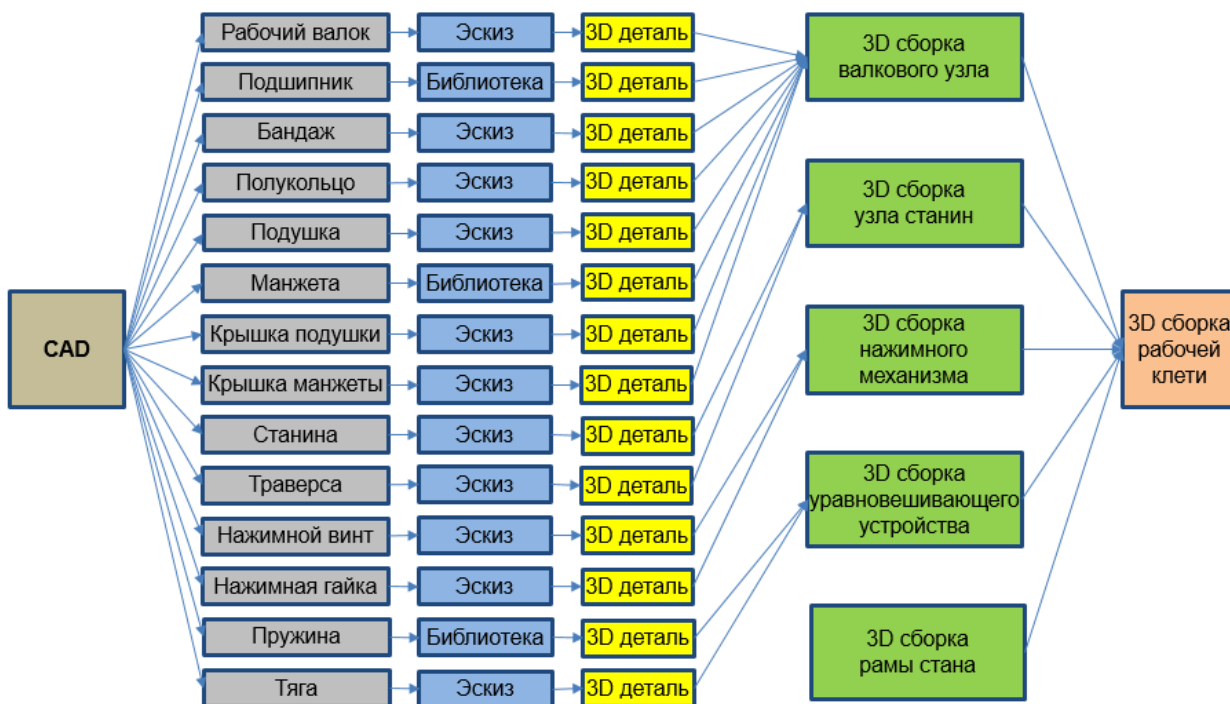 CAD
Рабочий валок
Эскиз
3D деталь
Подшипник
Библиотека
3D деталь
Бандаж
Эскиз
3D деталь
Полукольцо
Эскиз
3D деталь
Подушка
Эскиз
3D деталь
Манжета
Библиотека
3D деталь
Крышка подушки
Эскиз
3D деталь
Крышка манжеты
Эскиз
3D деталь
Станина
Эскиз
3D деталь
Траверса
Эскиз
3D деталь
Нажимной винт
Эскиз
3D деталь
Нажимная гайка
Эскиз
3D деталь
Пружина
Библиотека
3D деталь
Тяга
Эскиз
3D деталь
3D сборка
валкового узла
3D сборка
узла станин
3D сборка
нажимного
механизма
3D сборка
уравновешивающего
устройства
3D сборка
рамы стана
3D сборка
рабочей
клети